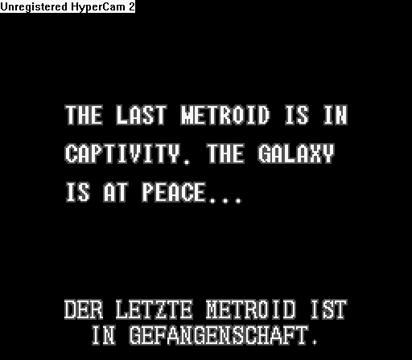 Unregistered HyperCam 2
THE LAST METROID IS IN
CAPTIVITY. THE GALAXY
IS AT PEACE...
DER LETZTE METROID IST
IN GEFANGENSCHAFT.